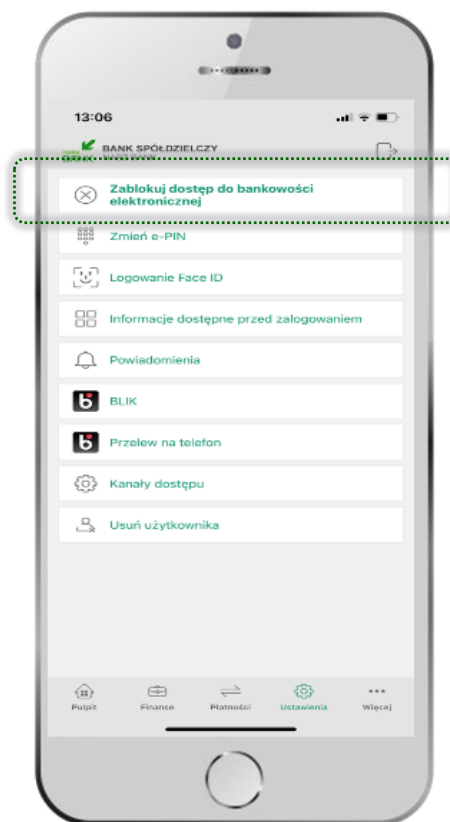 13:06
BANK SPÓŁDZIELCZY
Zablokuj dostęp do bankowości
elektronicznej
Zmień e-PIN
Logowanie Face ID
Informacje dostępne przed zalogowaniem
Powiadomienia
BLIK
Przelew na telefon
Kanały dostępu
Usuń użytkownika
Pulpit Finanse Płatności Ustawienia Więcej